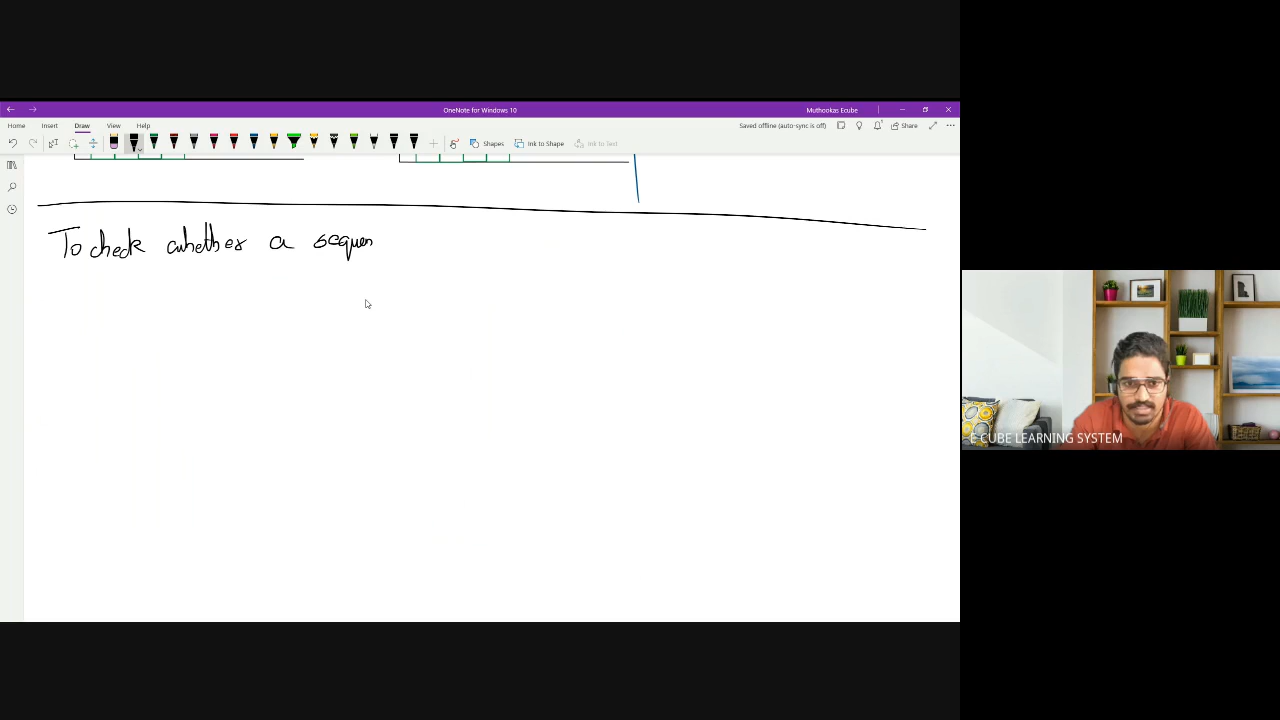 OneNote for Windows 10
Muthookas Ecube
Home Insert Draw View Help
Saved offline (auto-sync is off)
Share
Shapes
Ink to Shape
Ink to Text
To check whether a sequen
E CUBE LEARNING SYSTEM